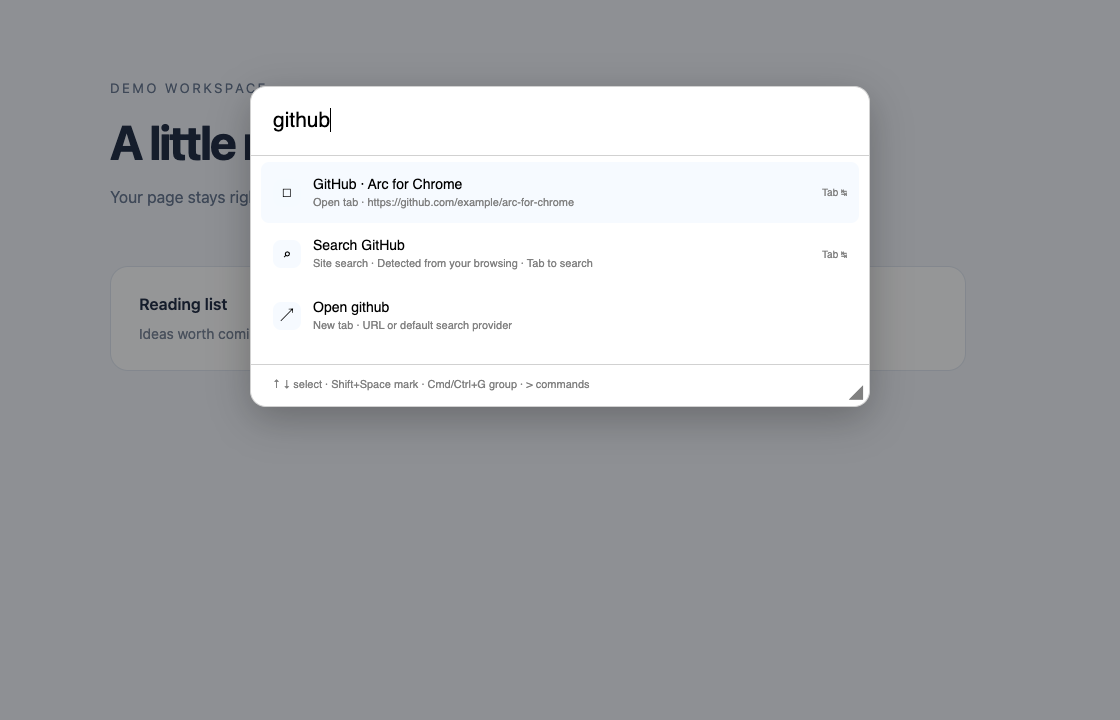 DEMO WORKSPACE
A little
Your page stays
github
GitHub · Arc for Chrome
Open tab · https://github.com/example/arc-for-chrome
Tab ↹
Search GitHub
Site search · Detected from your browsing · Tab to search
Tab ↹
Open github
New tab · URL or default search provider
Reading list
Ideas worth
↑ ↓ select · Shift+Space mark · Cmd/Ctrl+G group · > commands